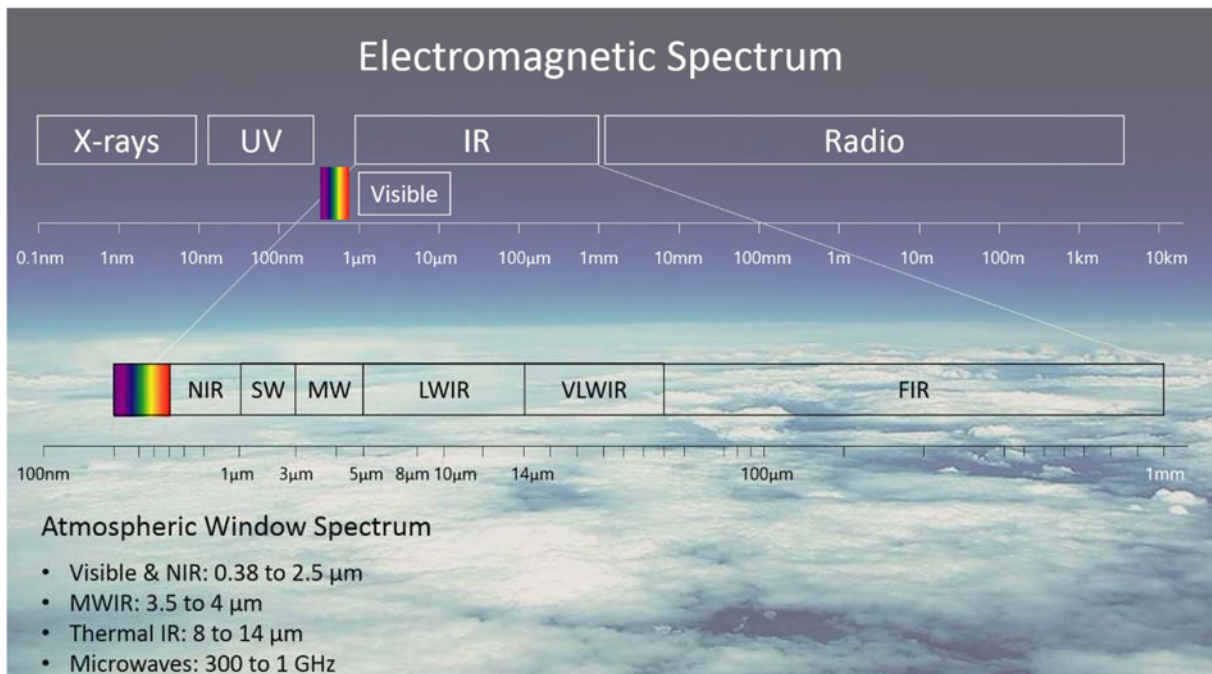 Electromagnetic Spectrum
X-rays UV IR Radio
Visible
0.1nm 1nm 10nm 100nm 1µm 10µm 100µm 1mm 10mm 100mm 1m 10m 100m 1km 10km
NIR SW MW LWIR VLWIR FIR
100nm 1µm 3µm 5µm 8µm 10µm 14µm 100µm 1mm
Atmospheric Window Spectrum
• Visible & NIR: 0.38 to 2.5 µm
• MWIR: 3.5 to 4 µm
• Thermal IR: 8 to 14 µm
• Microwaves: 300 to 1 GHz